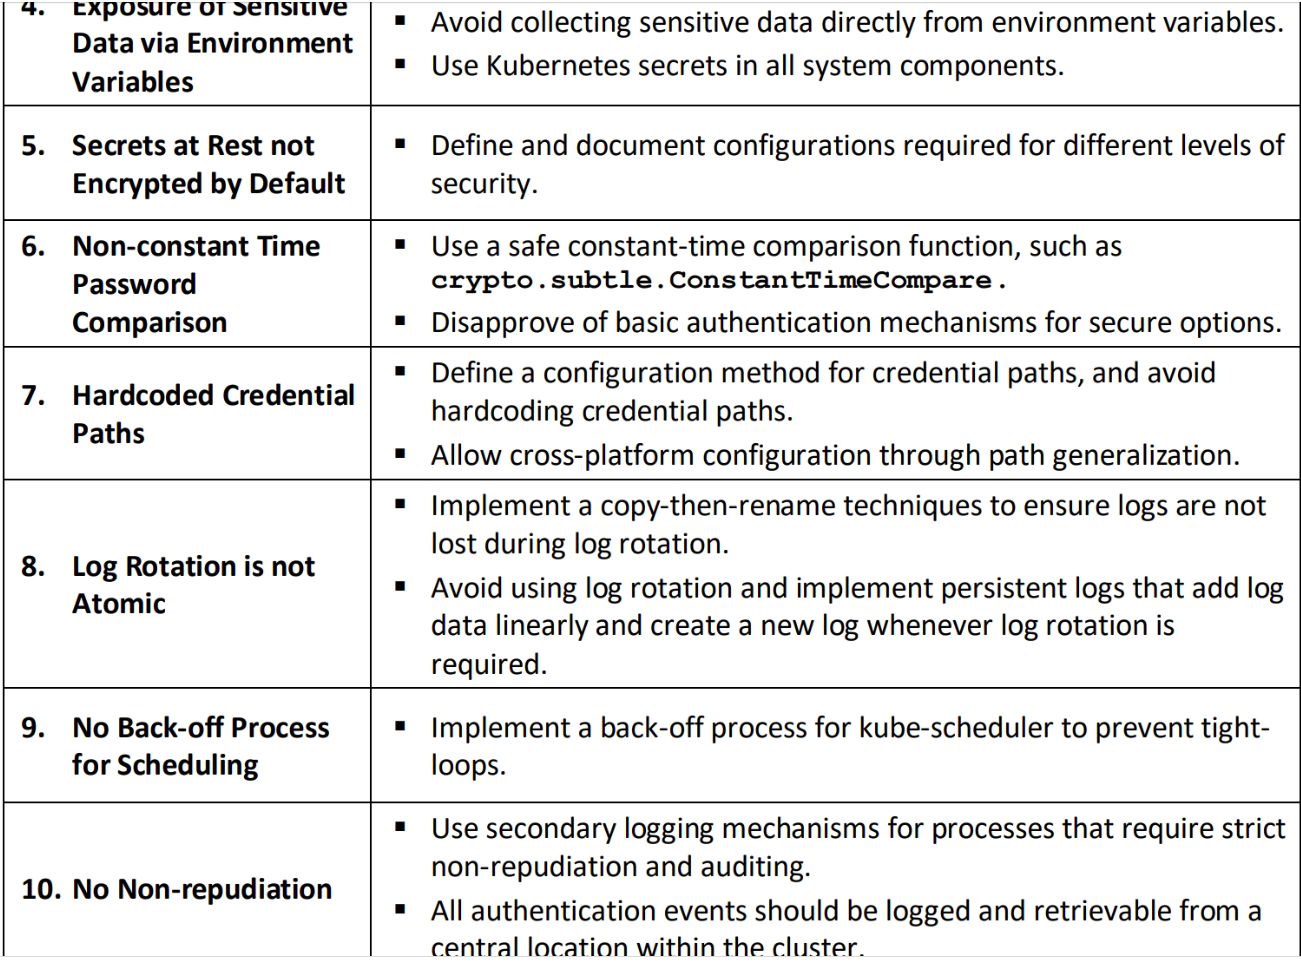 4. Exposure of Sensitive
Data via Environment
Variables
▪ Avoid collecting sensitive data directly from environment variables.
▪ Use Kubernetes secrets in all system components.
5. Secrets at Rest not
Encrypted by Default
▪ Define and document configurations required for different levels of
security.
6. Non-constant Time
Password
Comparison
▪ Use a safe constant-time comparison function, such as
crypto.subtle.ConstantTimeCompare.
▪ Disapprove of basic authentication mechanisms for secure options.
7. Hardcoded Credential
Paths
▪ Define a configuration method for credential paths, and avoid
hardcoding credential paths.
▪ Allow cross-platform configuration through path generalization.
8. Log Rotation is not
Atomic
▪ Implement a copy-then-rename techniques to ensure logs are not
lost during log rotation.
▪ Avoid using log rotation and implement persistent logs that add log
data linearly and create a new log whenever log rotation is
required.
9. No Back-off Process
for Scheduling
▪ Implement a back-off process for kube-scheduler to prevent tight-
loops.
10. No Non-repudiation
▪ Use secondary logging mechanisms for processes that require strict
non-repudiation and auditing.
▪ All authentication events should be logged and retrievable from a
central location within the cluster.